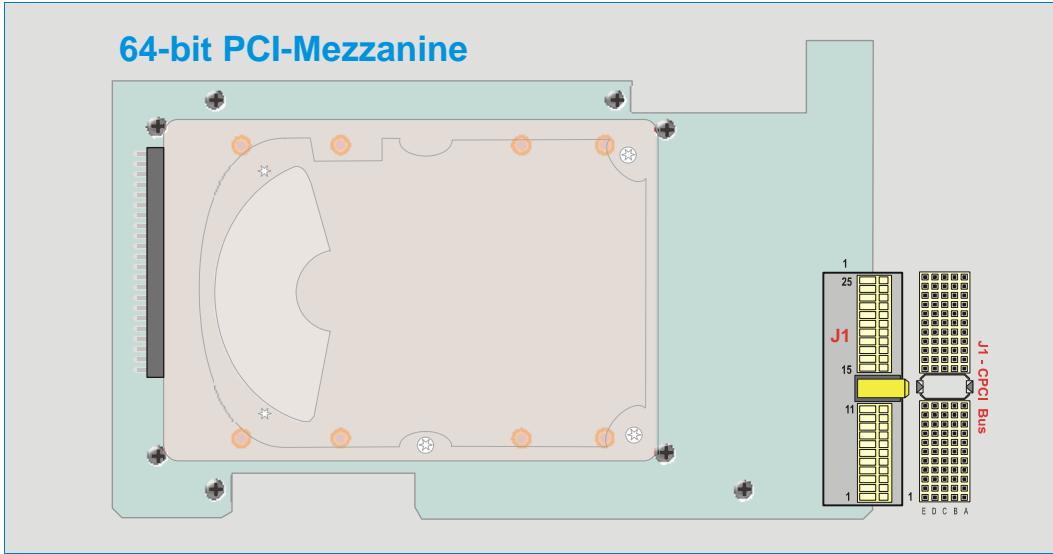 64-bit PCI-Mezzanine
1
25
J1
15
11
1
1
E D C B A
J1 - CPCI Bus